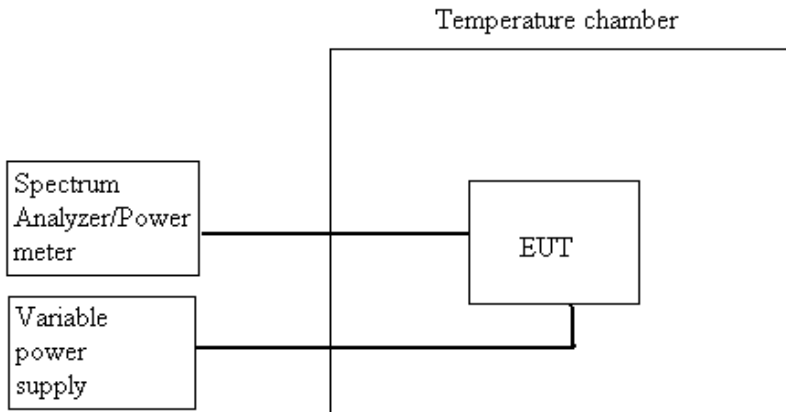 Temperature chamber
Spectrum
Analyzer/Power
meter
EUT
Variable
power
supply